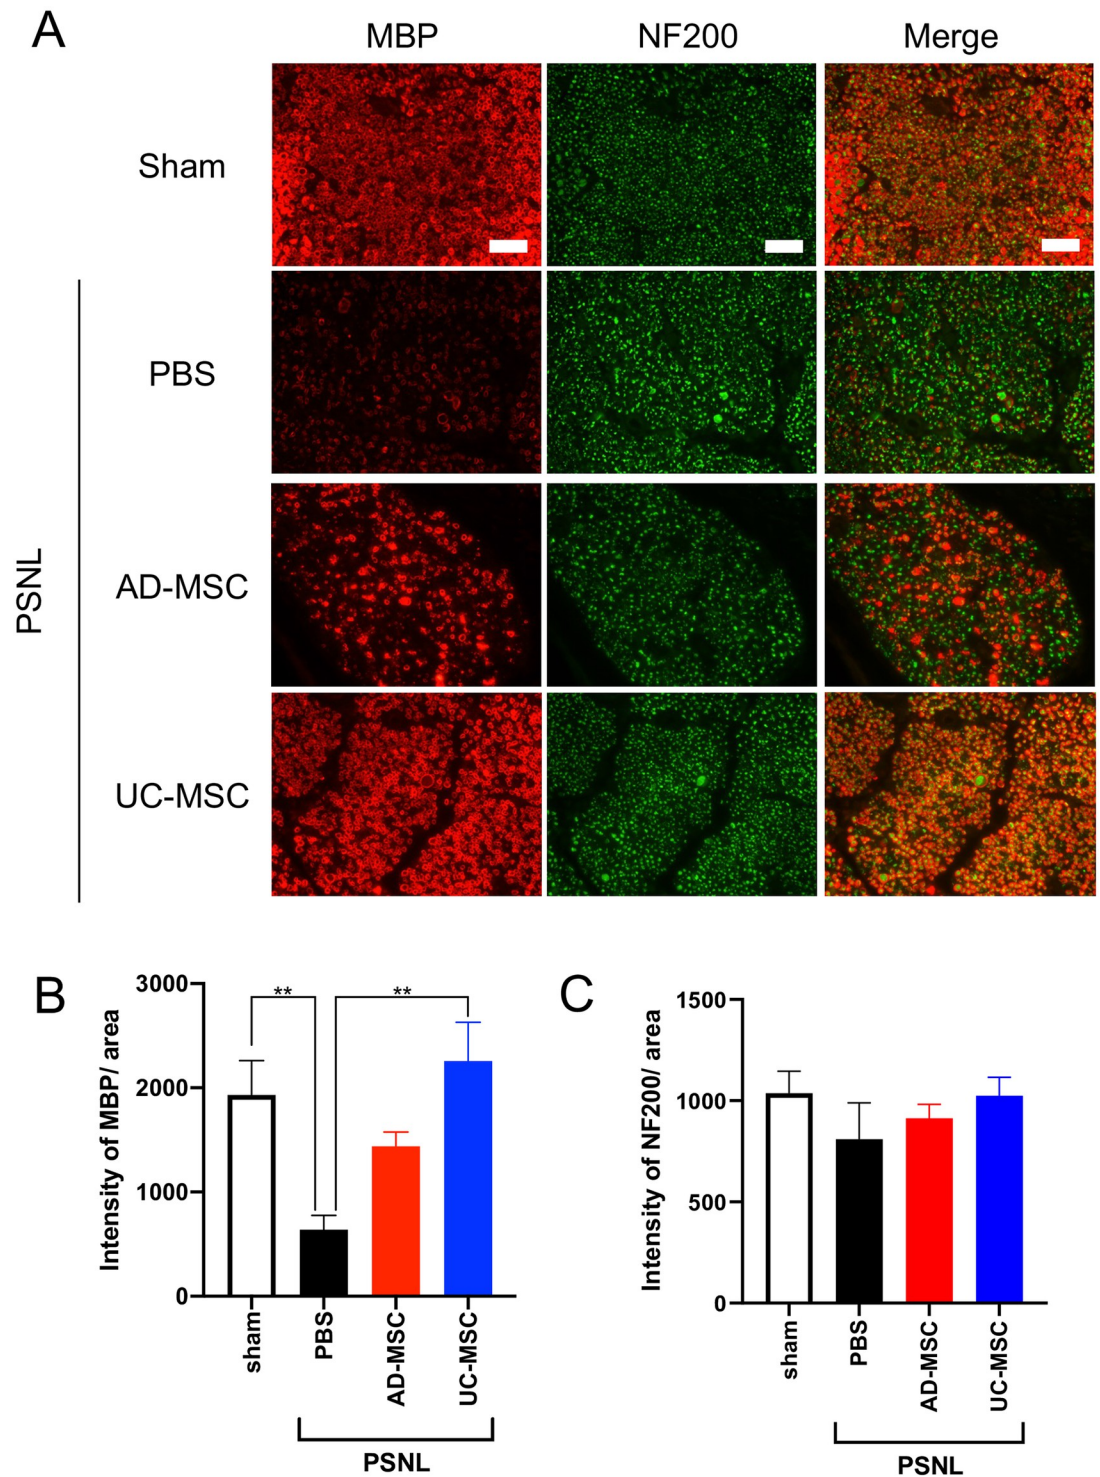 A
MBP NF200 Merge
Sham
PBS
AD-MSC
UC-MSC
PSNL
B
Intensity of MBP/ area
3000
2000
1000
0
** **
sham PBS AD-MSC UC-MSC
PSNL
C
Intensity of NF200/ area
1500
1000
500
0
sham PBS AD-MSC UC-MSC
PSNL